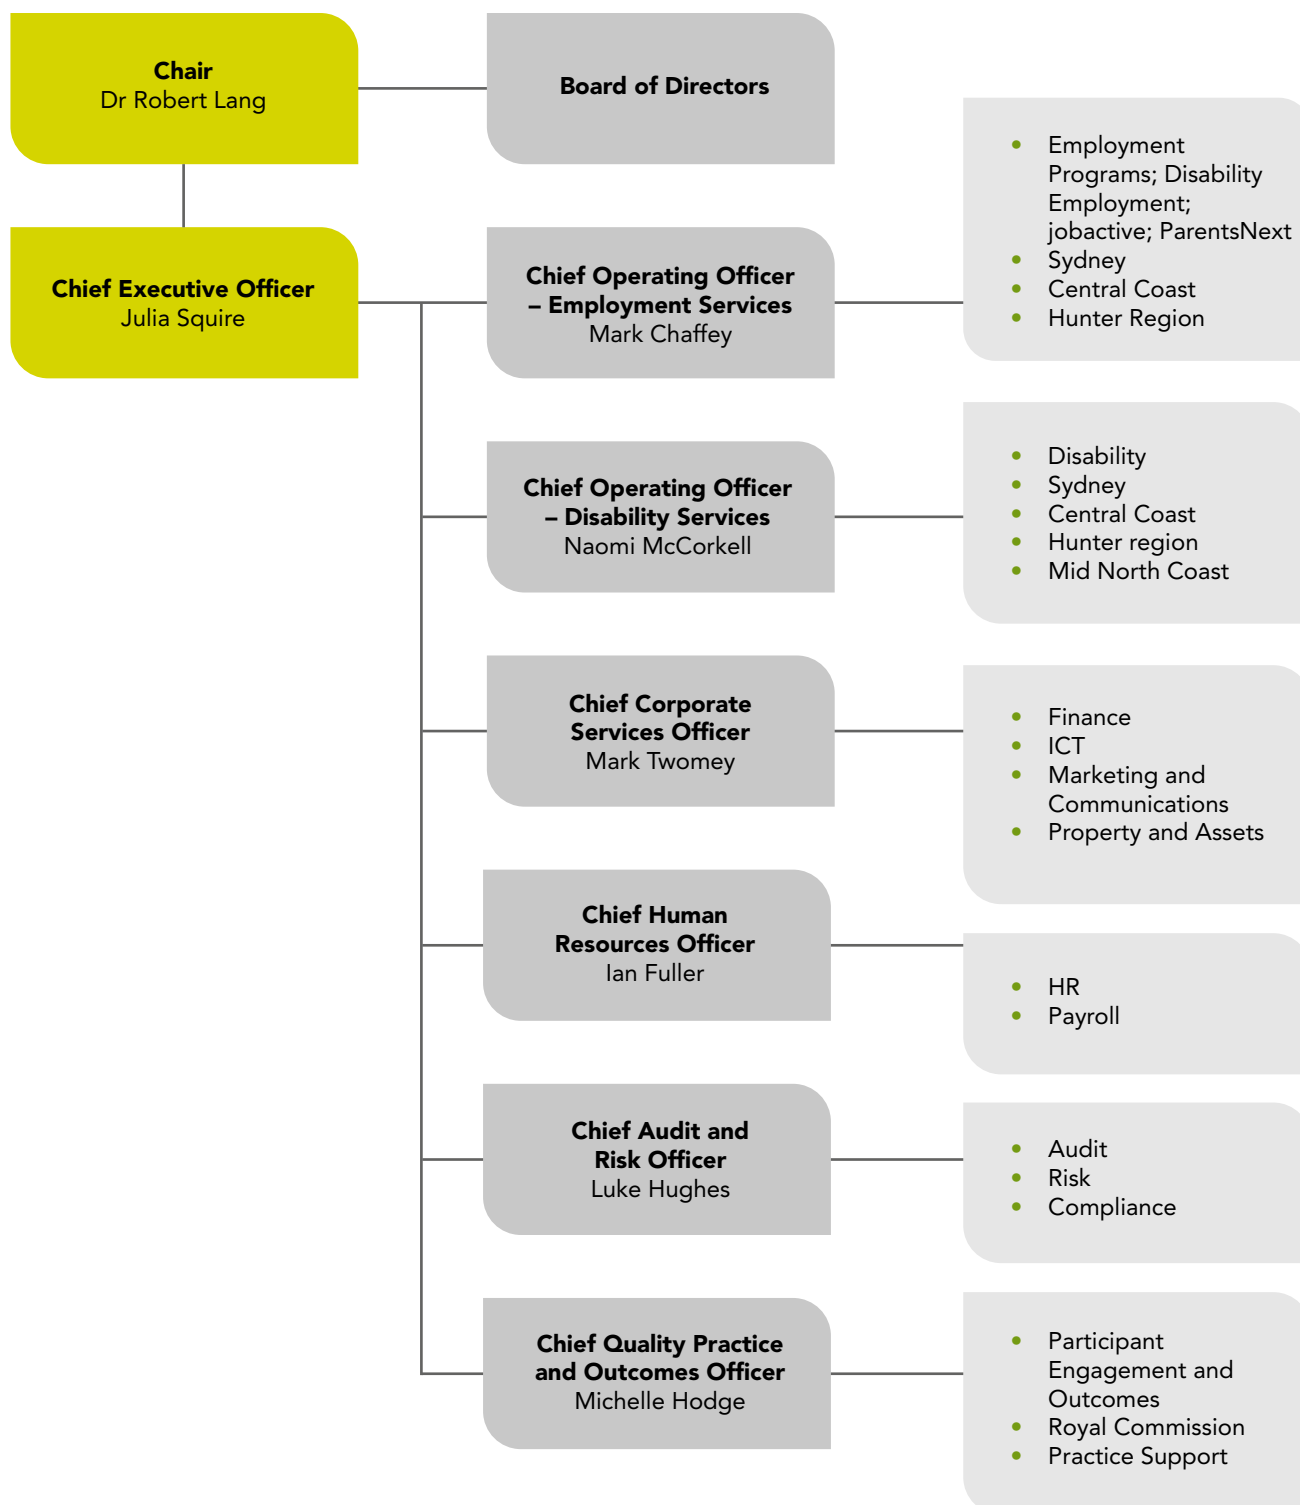 Chair
Dr Robert Lang
Board of Directors
Chief Executive Officer
Julia Squire
Chief Operating Officer
– Employment Services
Mark Chaffey
• Employment
Programs; Disability
Employment;
jobactive; ParentsNext
• Sydney
• Central Coast
• Hunter Region
Chief Operating Officer
– Disability Services
Naomi McCorkell
• Disability
• Sydney
• Central Coast
• Hunter region
• Mid North Coast
Chief Corporate
Services Officer
Mark Twomey
• Finance
• ICT
• Marketing and
Communications
• Property and Assets
Chief Human
Resources Officer
Ian Fuller
• HR
• Payroll
Chief Audit and
Risk Officer
Luke Hughes
• Audit
• Risk
• Compliance
Chief Quality Practice
and Outcomes Officer
Michelle Hodge
• Participant
Engagement and
Outcomes
• Royal Commission
• Practice Support